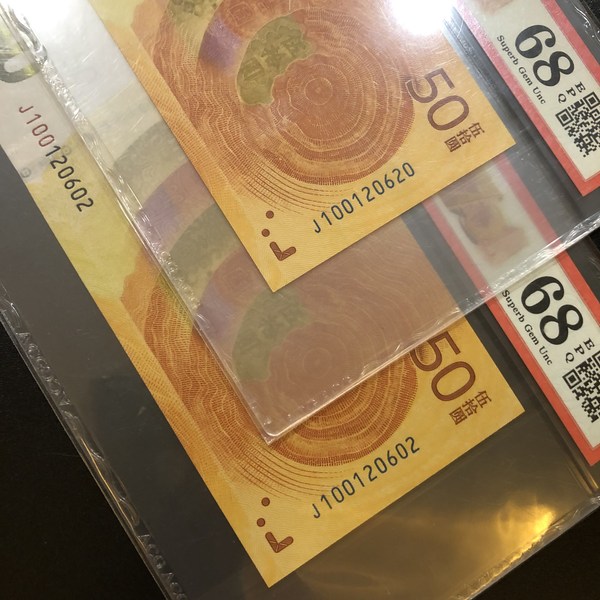 68
EPQ
Superb Gem Unc
50
伍拾圆
J100120620
J100120602
68
EPQ
Superb Gem Unc
50
伍拾圆
J100120602